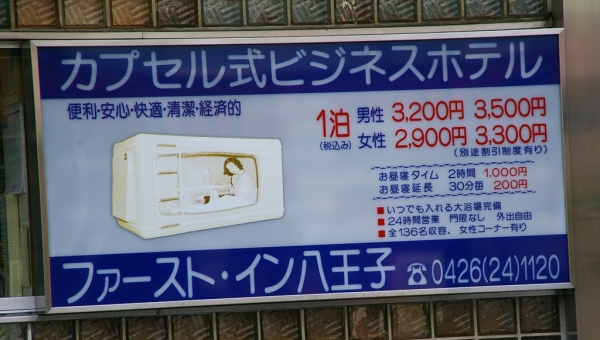 カプセル式ビジネスホテル
便利・安心・快適・清潔・経済的
1泊 男性 3,200円 3,500円
(税込み) 女性 2,900円 3,300円
(別途割引制度有り)
お昼寝タイム 2時間 1,000円
お昼寝延長 30分毎 200円
■いつでも入れる大浴場完備
■24時間営業 門限なし 外出自由
■全136名収容、女性コーナー有り
ファースト・イン八王子 ☎0426(24)1120